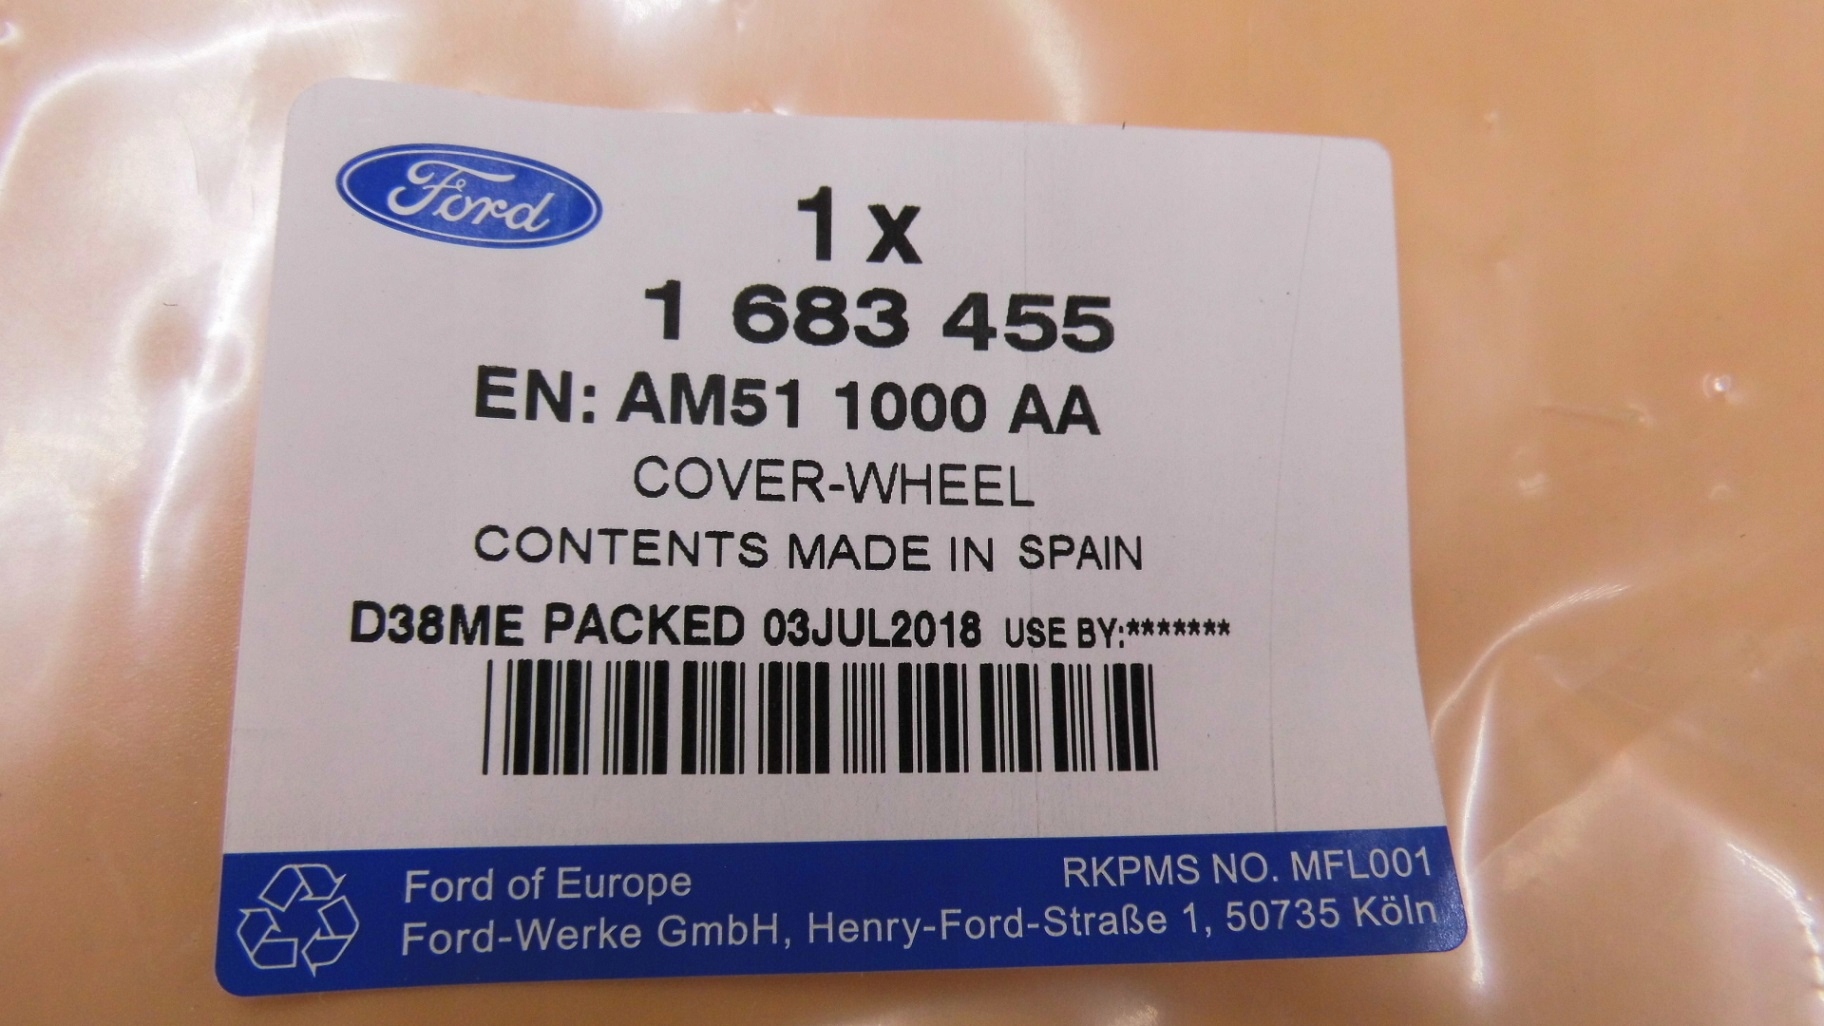 Ford
1 x
1 683 455
EN: AM51 1000 AA
COVER-WHEEL
CONTENTS MADE IN SPAIN
D38ME PACKED 03JUL2018 USE BY:*******
Ford of Europe
RKPMS NO. MFL001
Ford-Werke GmbH, Henry-Ford-Straße 1, 50735 Köln